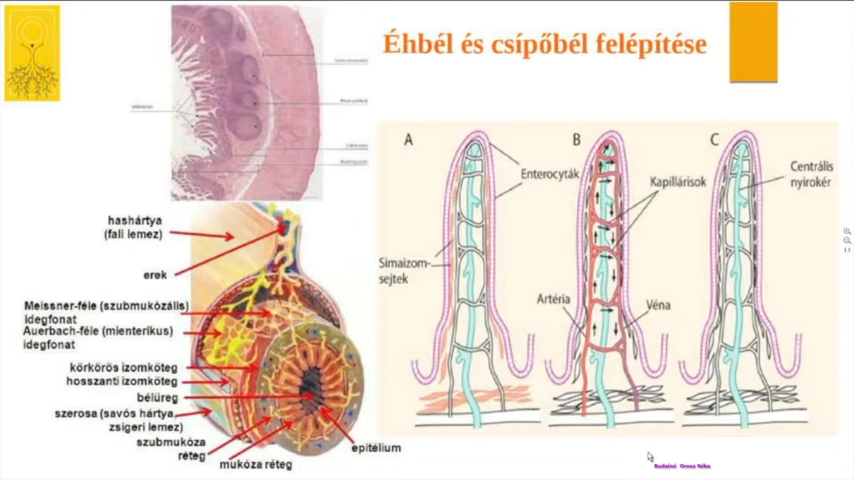 Éhbél és csípőbél felépítése
A
B
C
Enterocyták
Kapillárisok
Centrális
nyirokér
Simaizom-
sejtek
Artéria
Véna
hashártya
(fali lemez)
erek
Meissner-féle (szubmukózális)
idegfonat
Auerbach-féle (mienterikus)
idegfonat
körkörös izomköteg
hosszanti izomköteg
bélüreg
szerosa (savós hártya,
zsigeri lemez)
szubmukóza
réteg
mukóza réteg
epitélium